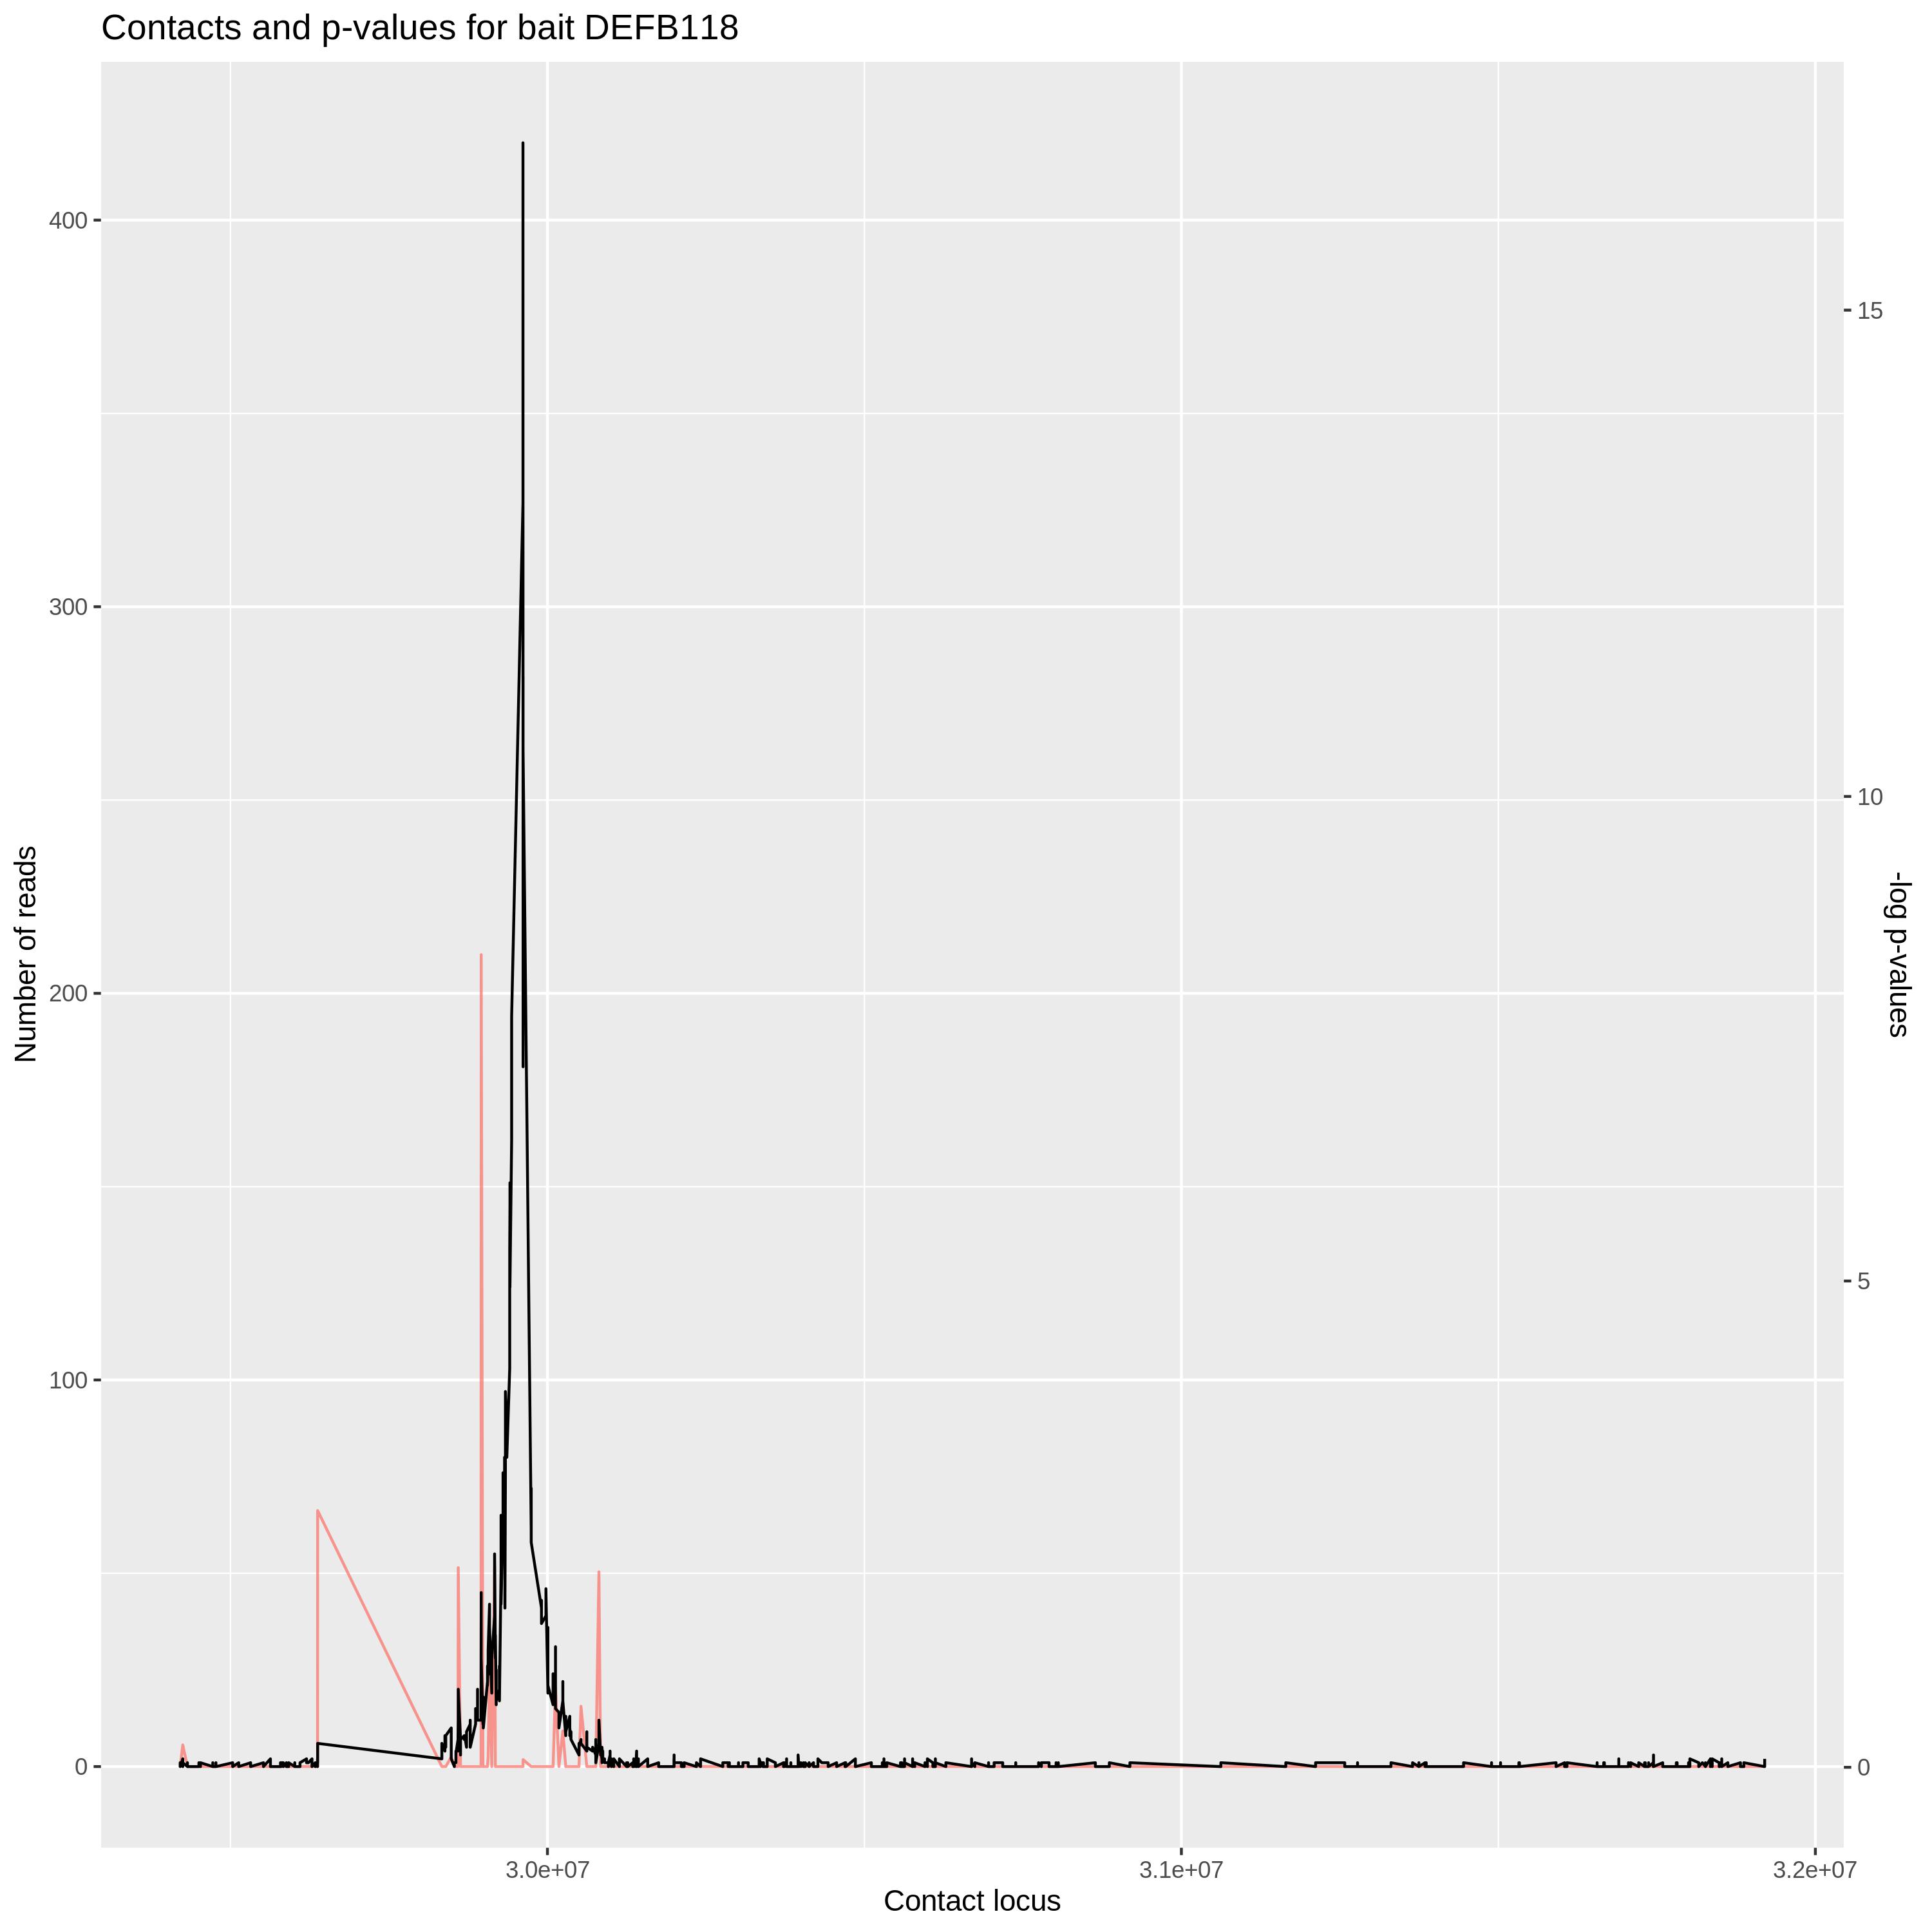 Contacts and p-values for bait DEFB118
400
300
200
100
0
15
10
5
0
Number of reads
-log p-values
3.0e+07
3.1e+07
3.2e+07
Contact locus